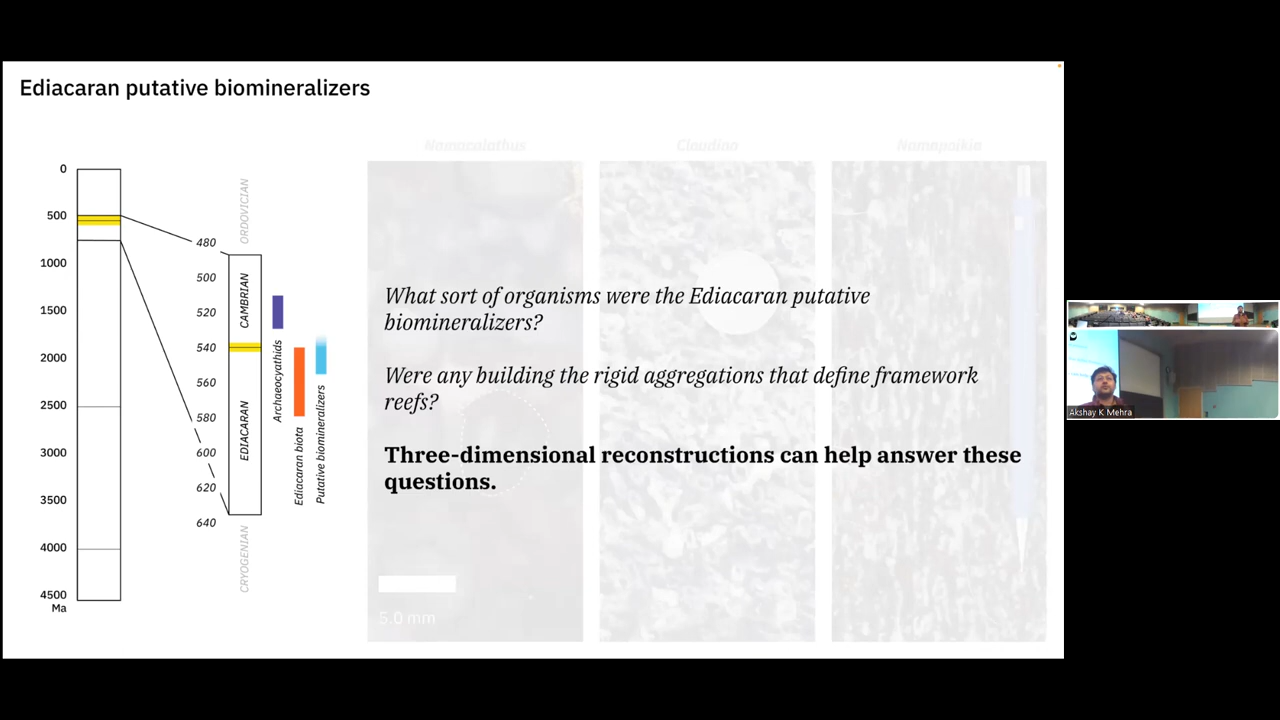 Ediacaran putative biomineralizers
Namacalathus
Cloudina
Namapoikia
0
500
1000
1500
2000
2500
3000
3500
4000
4500
Ma
480
500
520
540
560
580
600
620
640
ORDOVICIAN
CAMBRIAN
EDIACARAN
CRYOGENIAN
Archaeocyathids
Ediacaran biota
Putative biomineralizers
What sort of organisms were the Ediacaran putative
biomineralizers?
Were any building the rigid aggregations that define framework
reefs?
Three-dimensional reconstructions can help answer these
questions.
5.0 mm
Akshay K Mehra